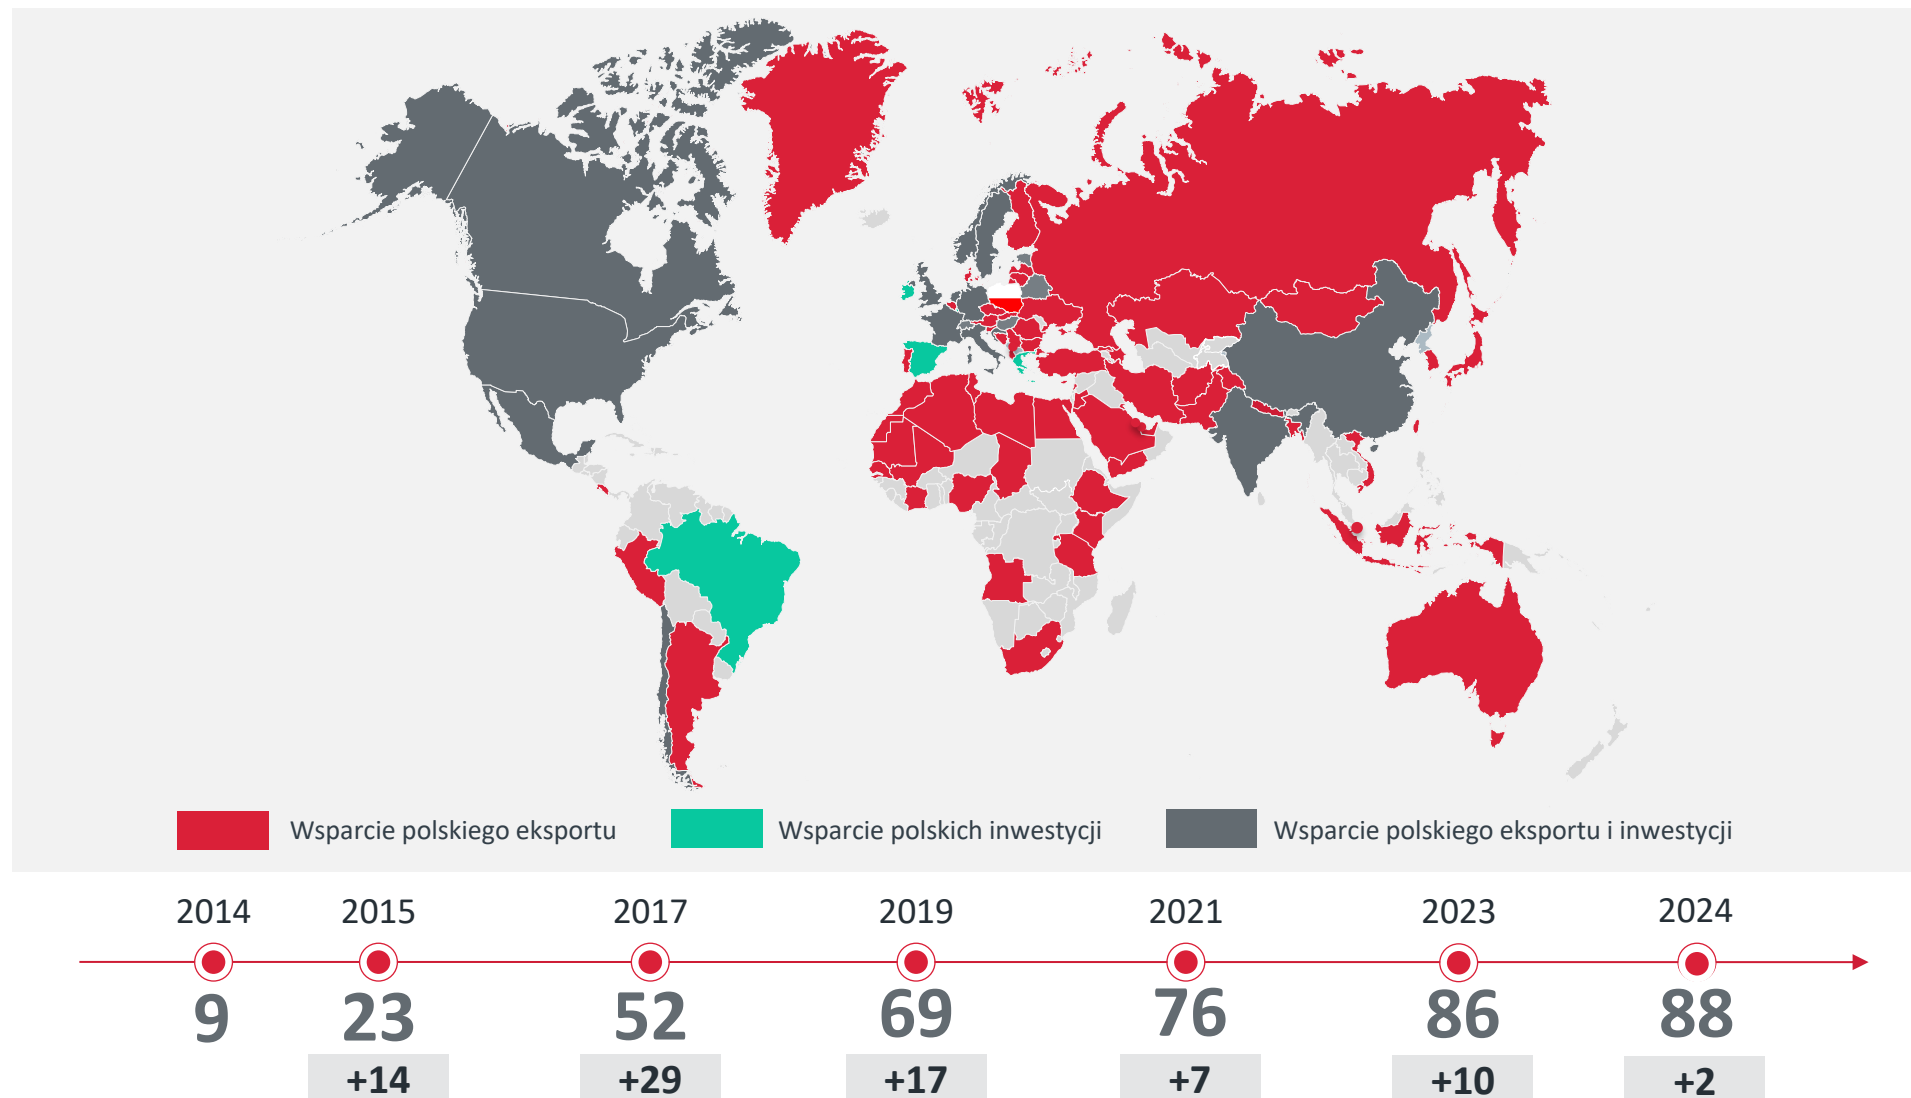 Wsparcie polskiego eksportu
Wsparcie polskich inwestycji
Wsparcie polskiego eksportu i inwestycji
2014 2015 2017 2019 2021 2023 2024
9 23 52 69 76 86 88
+14 +29 +17 +7 +10 +2